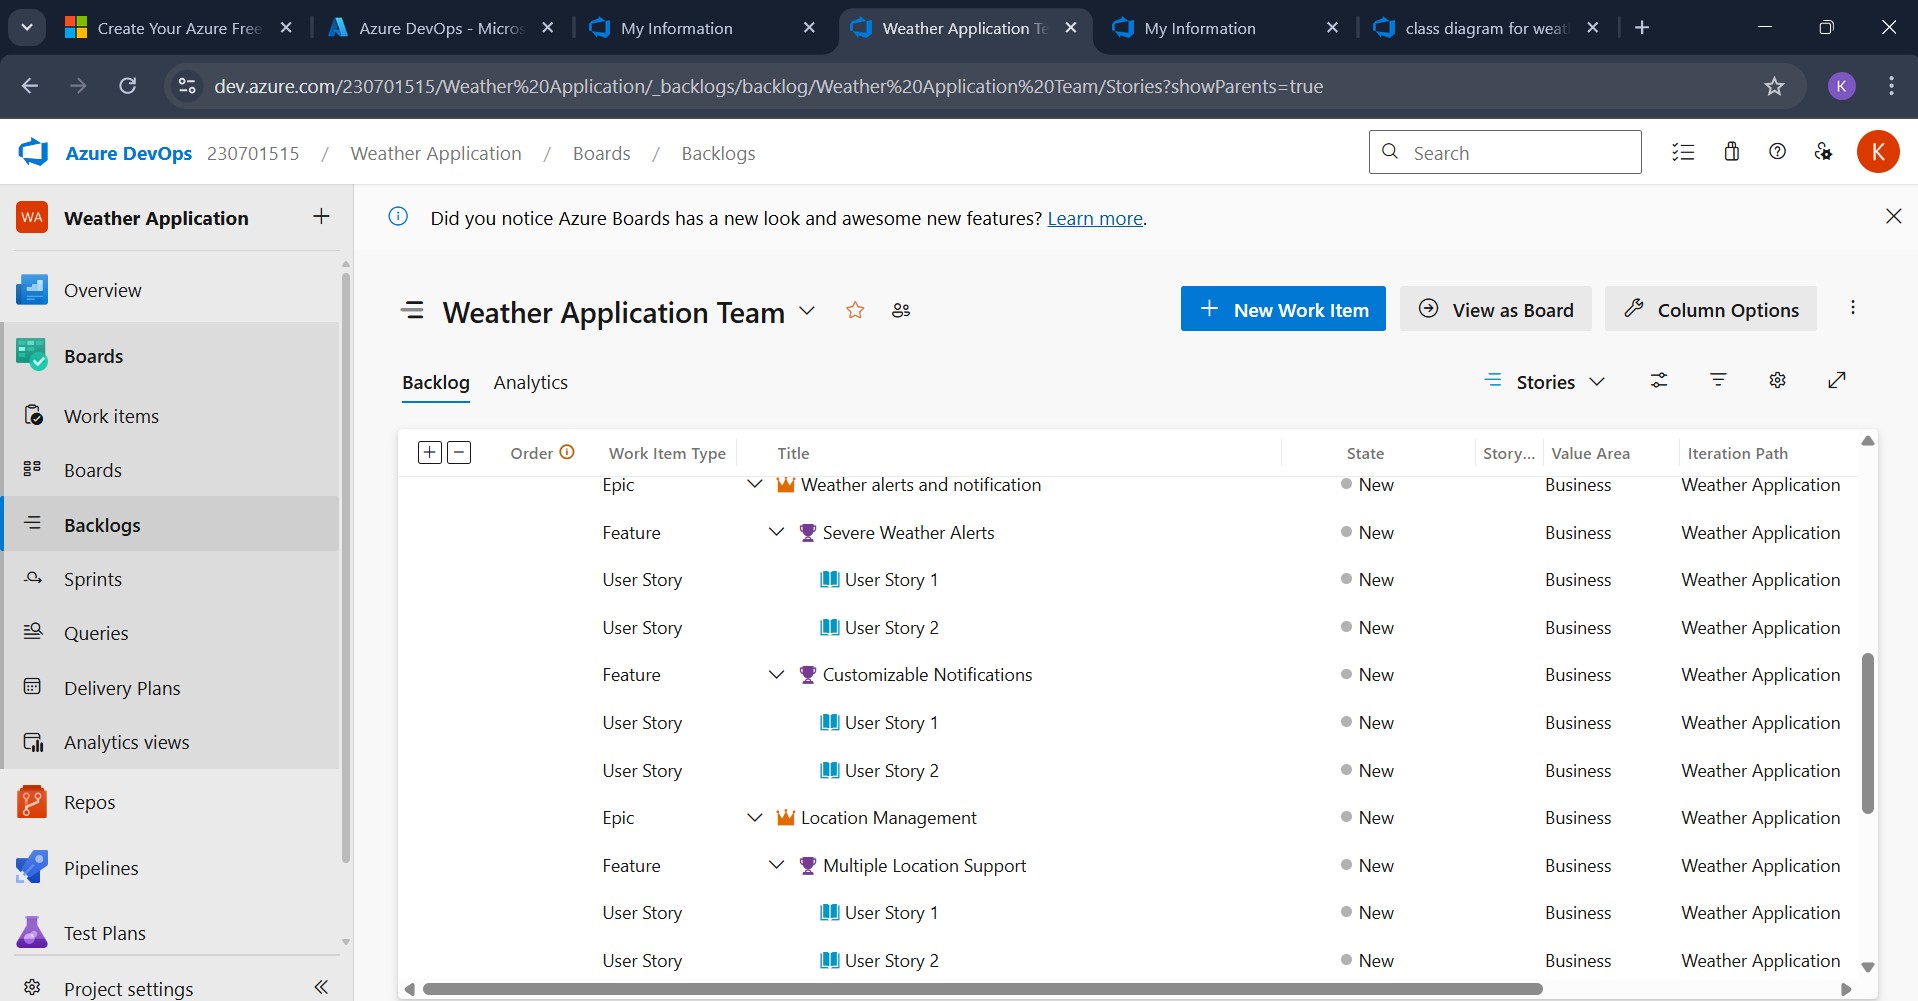 Create Your Azure Free
Azure DevOps - Micros
My Information
Weather Application Te
My Information
class diagram for weat
dev.azure.com/230701515/Weather%20Application/_backlogs/backlog/Weather%20Application%20Team/Stories?showParents=true
K
Azure DevOps 230701515 / Weather Application / Boards / Backlogs
Search
K
WA Weather Application
Did you notice Azure Boards has a new look and awesome new features? Learn more.
Overview
Boards
Work items
Boards
Backlogs
Sprints
Queries
Delivery Plans
Analytics views
Repos
Pipelines
Test Plans
Project settings
Weather Application Team
New Work Item
View as Board
Column Options
Backlog Analytics
Stories
Order Work Item Type Title State Story... Value Area Iteration Path
Epic Weather alerts and notification New Business Weather Application
Feature Severe Weather Alerts New Business Weather Application
User Story User Story 1 New Business Weather Application
User Story User Story 2 New Business Weather Application
Feature Customizable Notifications New Business Weather Application
User Story User Story 1 New Business Weather Application
User Story User Story 2 New Business Weather Application
Epic Location Management New Business Weather Application
Feature Multiple Location Support New Business Weather Application
User Story User Story 1 New Business Weather Application
User Story User Story 2 New Business Weather Application